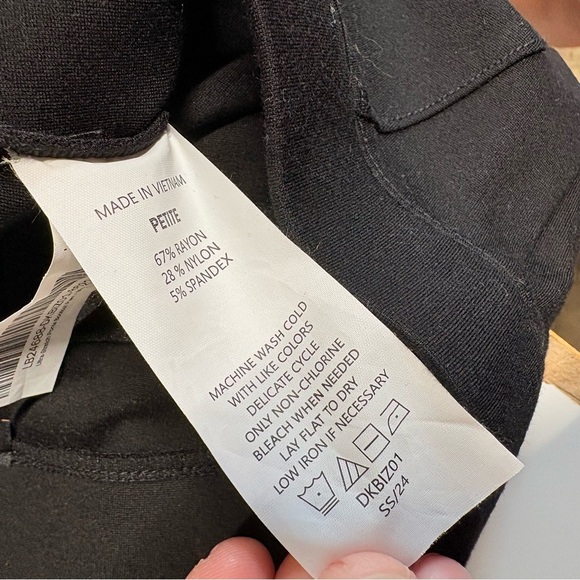 MADE IN VIETNAM
PETITE
67% RAYON
28% NYLON
5% SPANDEX
MACHINE WASH COLD
WITH LIKE COLORS
DELICATE CYCLE
ONLY NON-CHLORINE
BLEACH WHEN NEEDED
LAY FLAT TO DRY
LOW IRON IF NECESSARY
DKBIZ01
SS/24